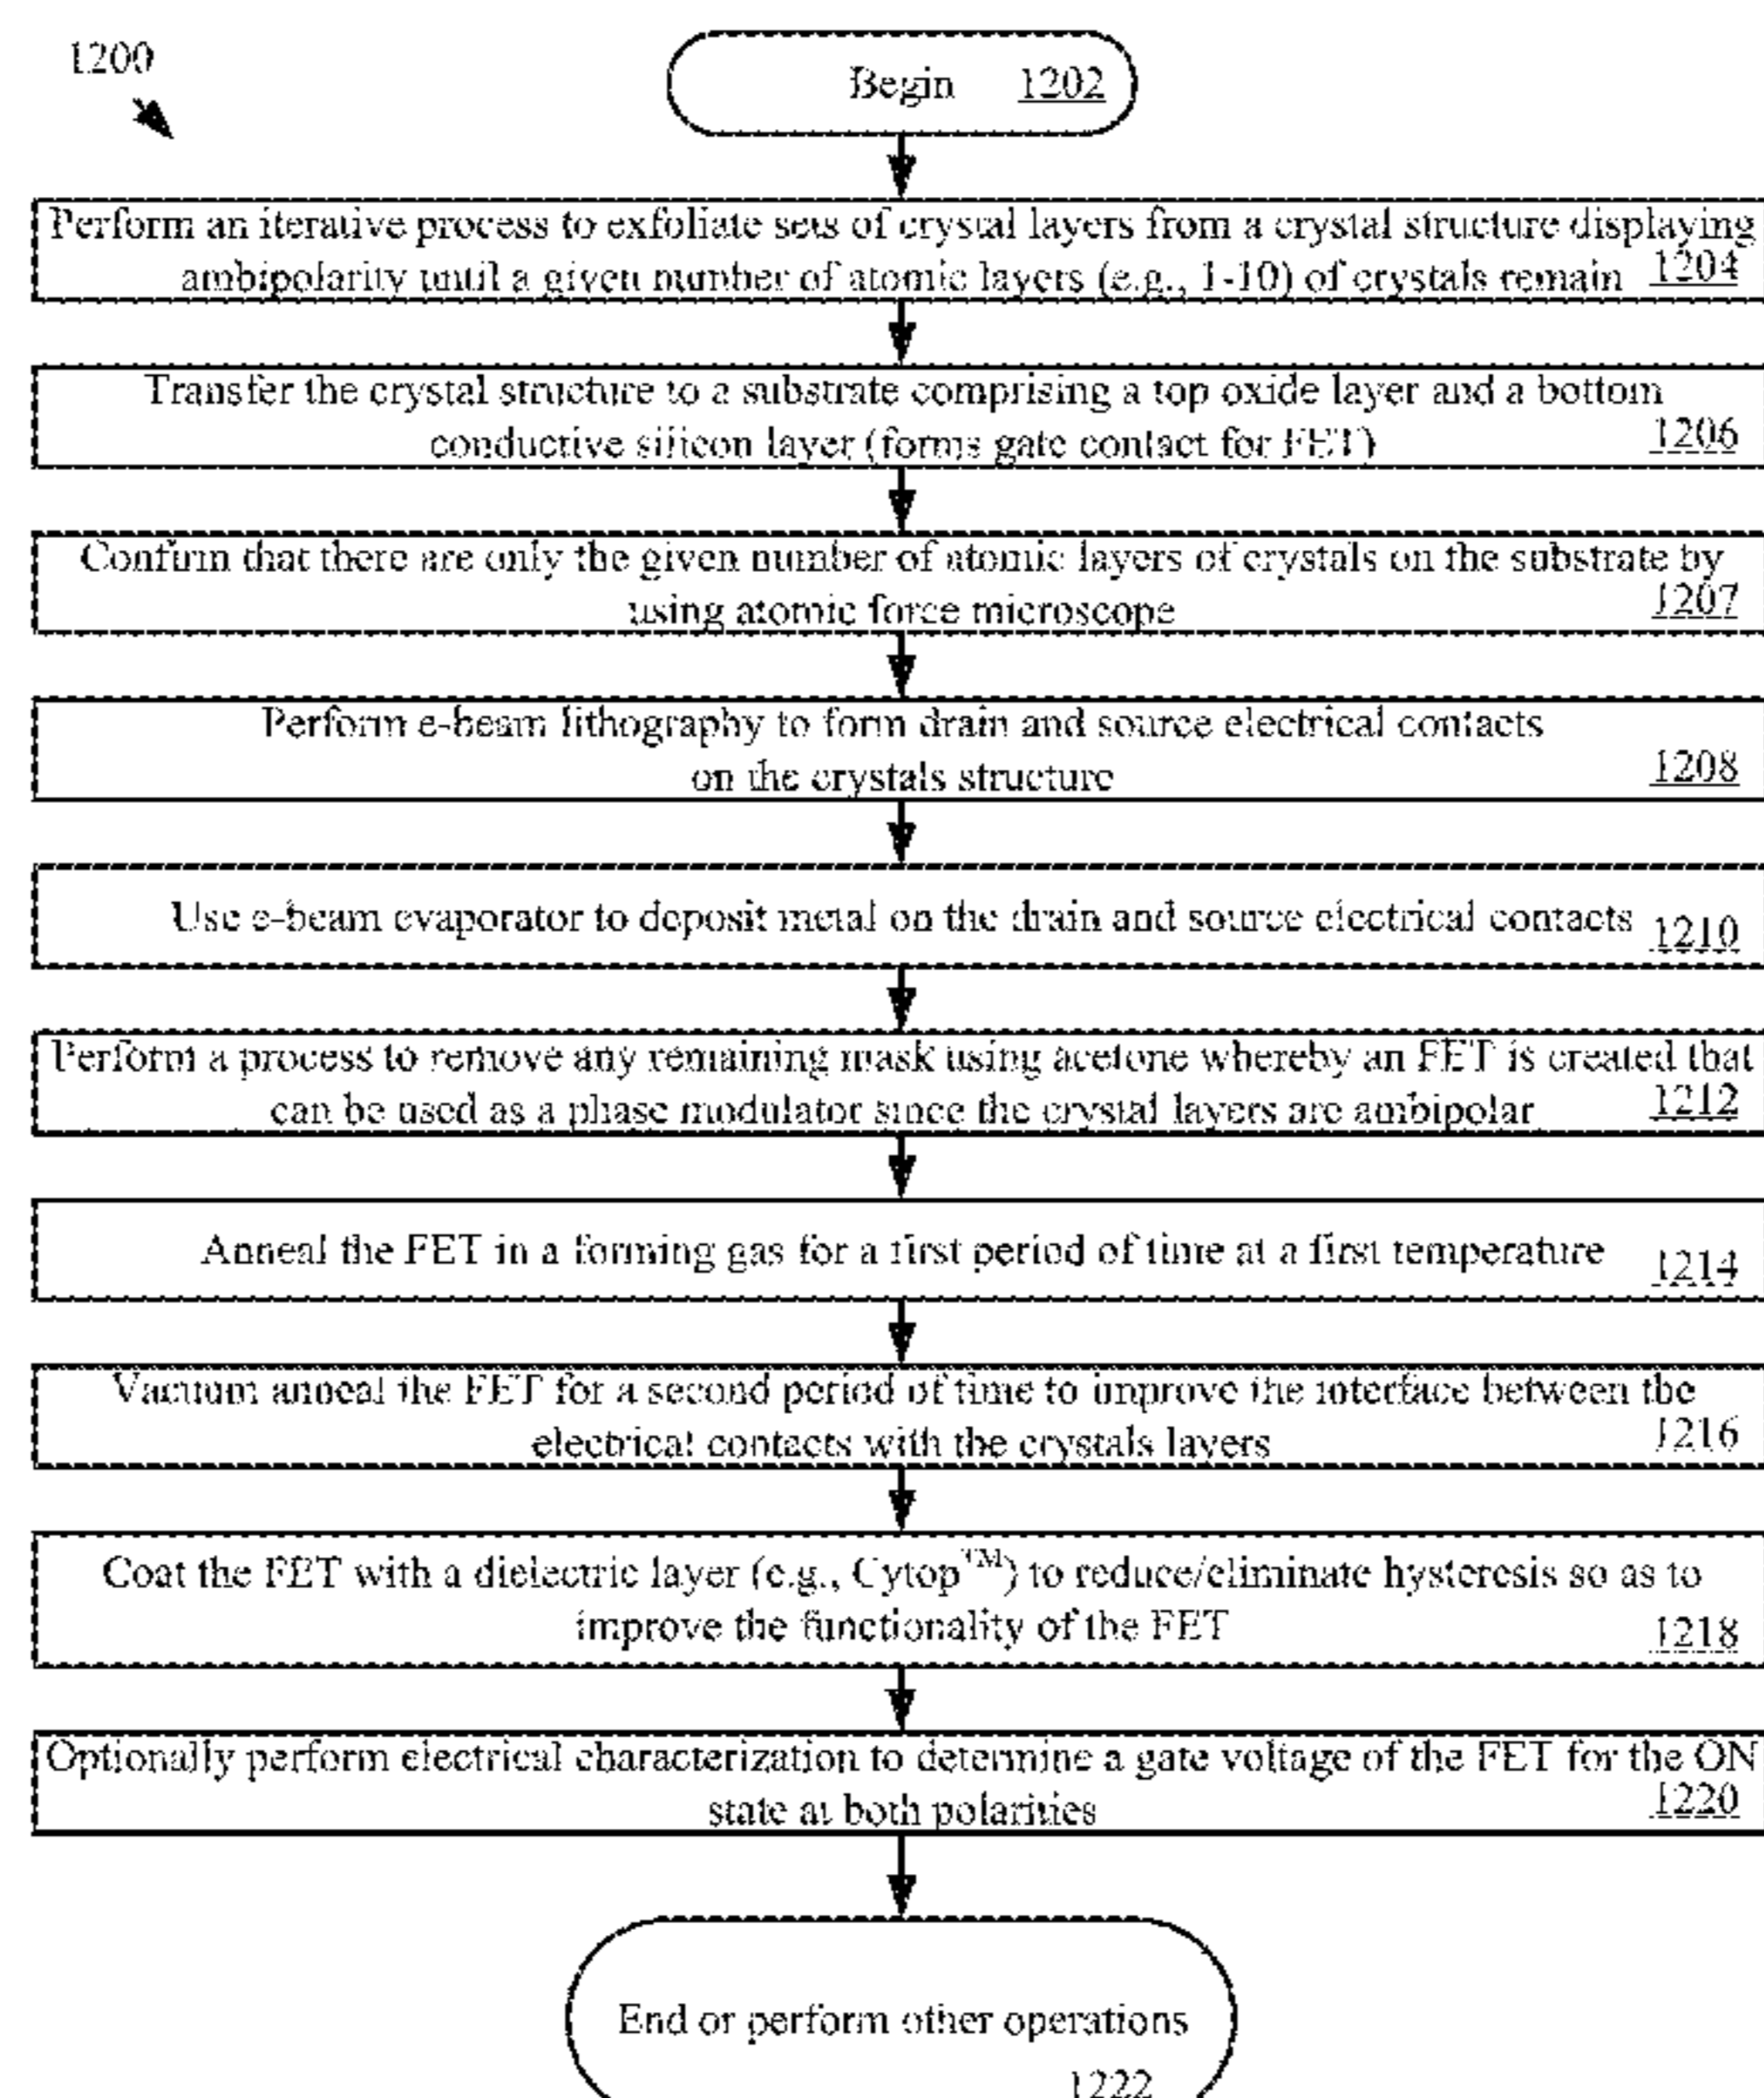 1200
Begin 1202
Perform an iterative process to exfoliate sets of crystal layers from a crystal structure displaying
ambipolarity until a given number of atomic layers (e.g., 1-10) of crystals remain 1204
Transfer the crystal structure to a substrate comprising a top oxide layer and a bottom
conductive silicon layer (forms gate contact for FET) 1206
Confirm that there are only the given number of atomic layers of crystals on the substrate by
using atomic force microscope 1207
Perform e-beam lithography to form drain and source electrical contacts
on the crystals structure 1208
Use e-beam evaporator to deposit metal on the drain and source electrical contacts 1210
Perform a process to remove any remaining mask using acetone whereby an FET is created that
can be used as a phase modulator since the crystal layers are ambipolar 1212
Anneal the FET in a forming gas for a first period of time at a first temperature 1214
Vacuum anneal the FET for a second period of time to improve the interface between the
electrical contacts with the crystals layers 1216
Coat the FET with a dielectric layer (e.g., Cytop™) to reduce/eliminate hysteresis so as to
improve the functionality of the FET 1218
Optionally perform electrical characterization to determine a gate voltage of the FET for the ON
state at both polarities 1220
End or perform other operations
1222